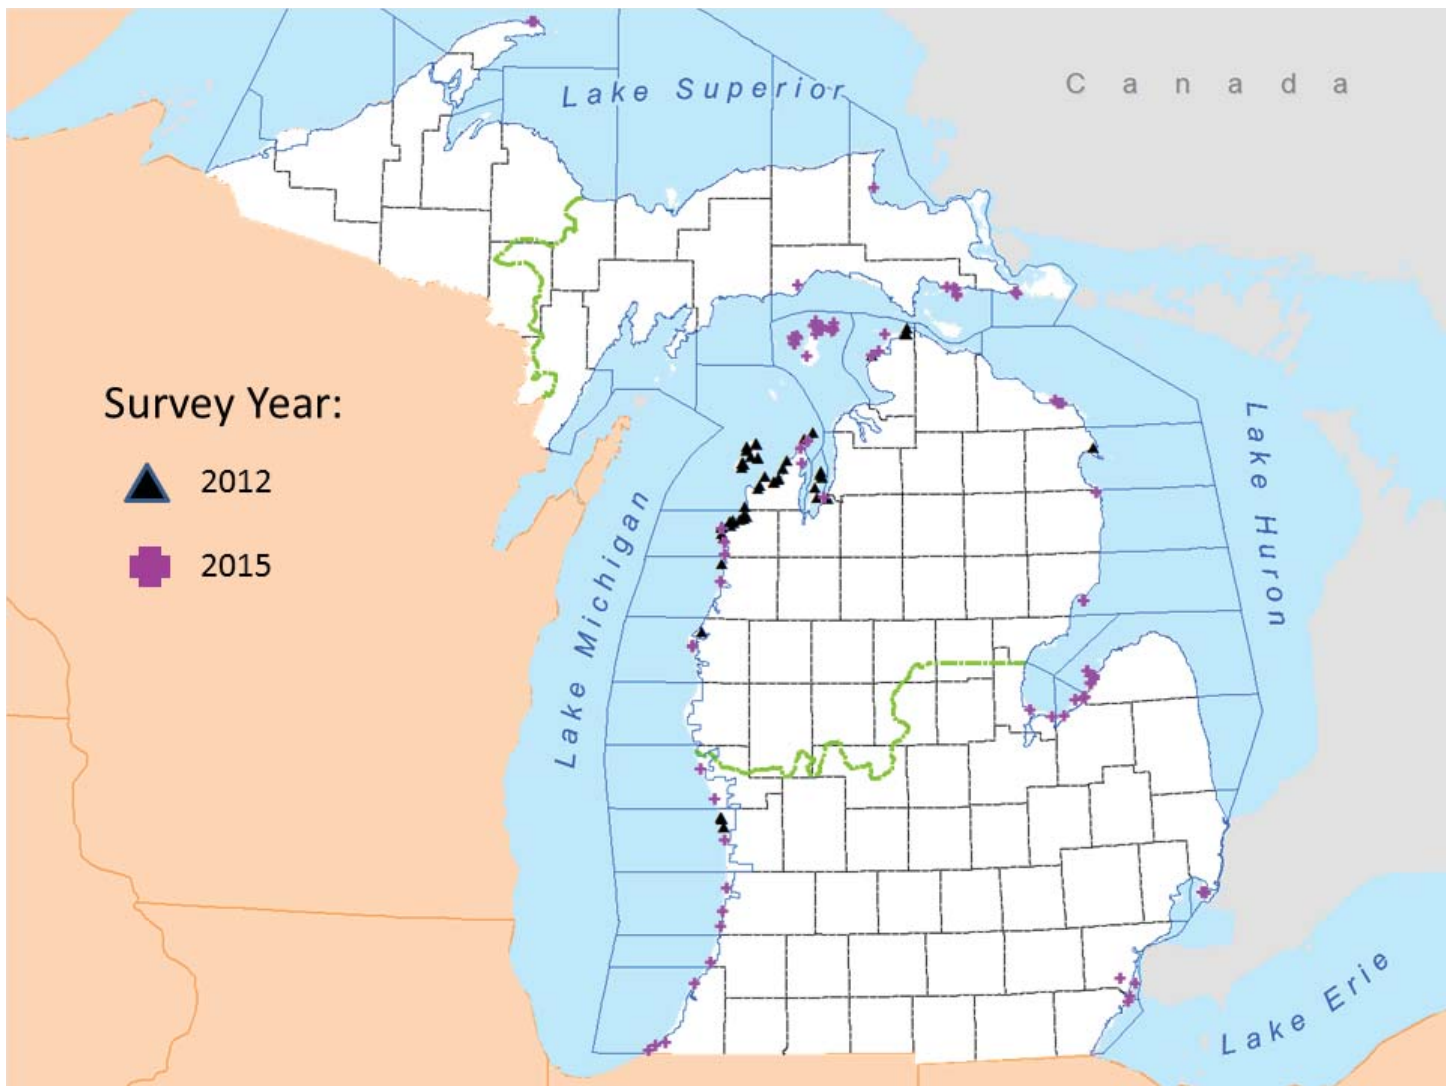 Lake Superior
Canada
Survey Year:
2012
2015
Lake Michigan
Lake Huron
Lake Erie